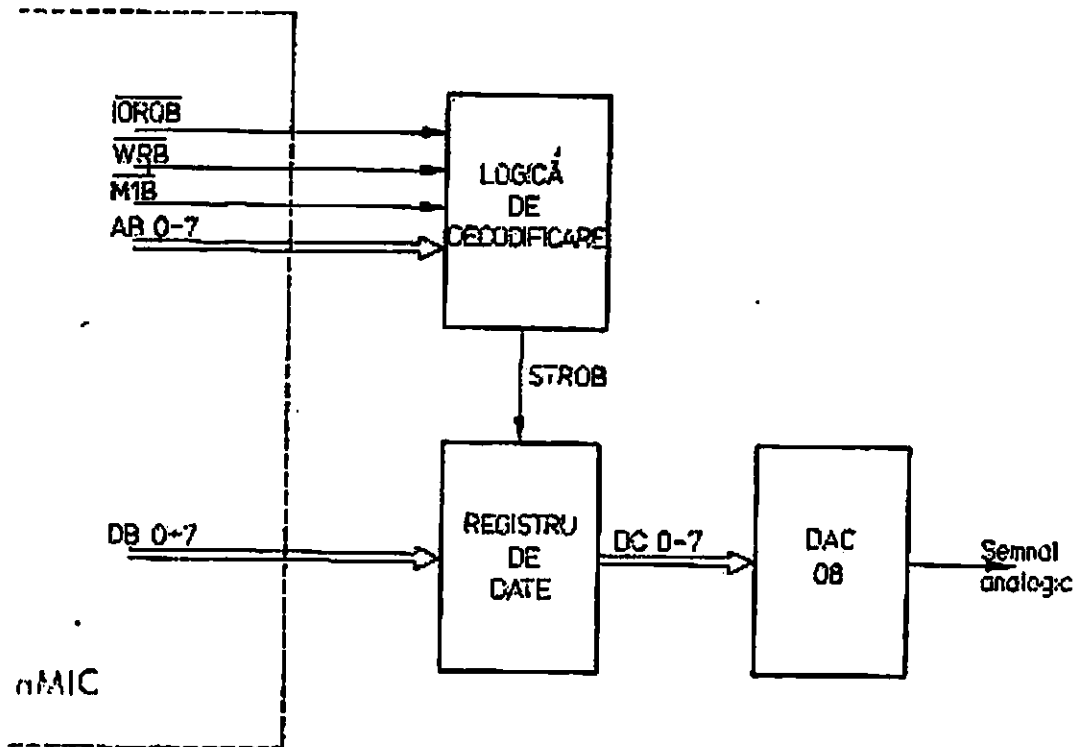 IORQB
WRB
M1B
AB 0-7
LOGICĂ
DE
DECODIFICARE
STROB
DB 0-7
REGISTRU
DE
DATE
DC 0-7
DAC
08
Semnal
analogic
aMIC